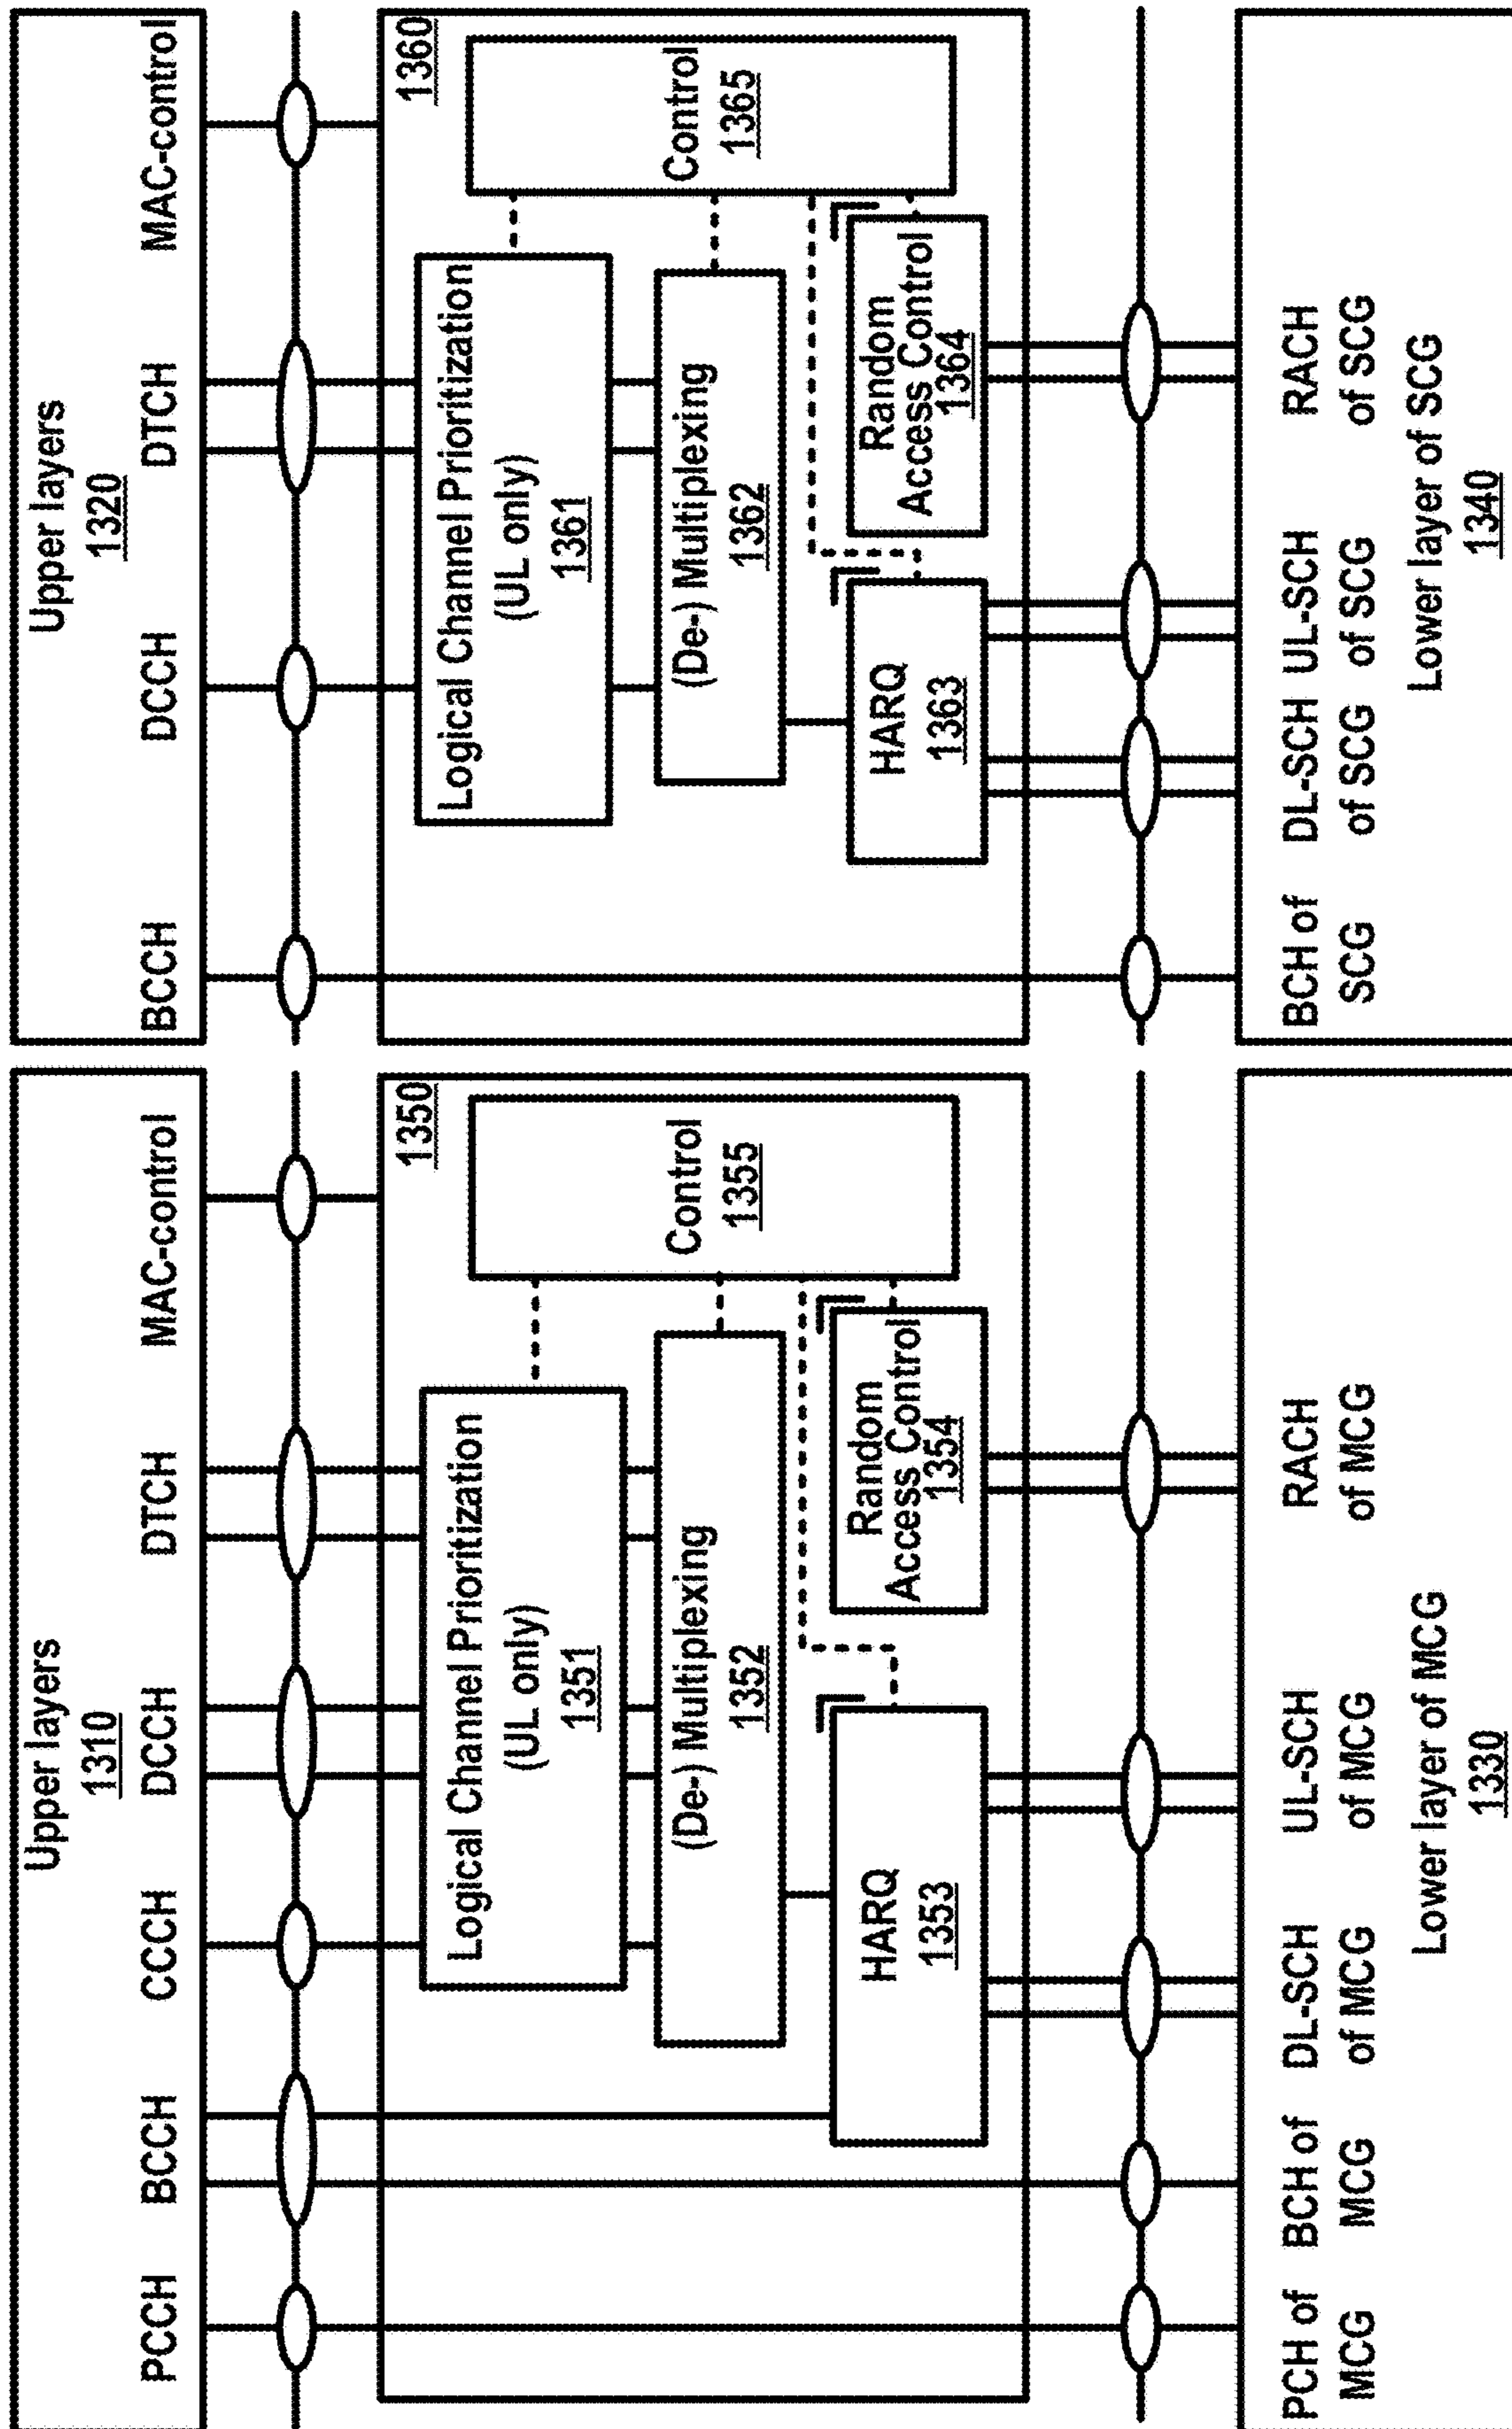 Upper layers
1310
PCCH BCCH CCCH DCCH DTCH MAC-control
1350
Logical Channel Prioritization
(UL only)
1351
(De-) Multiplexing
1352
HARQ
1353
Random
Access Control
1354
Control
1355
PCH of
MCG
BCH of
MCG
DL-SCH
of MCG
UL-SCH
of MCG
RACH
of MCG
Lower layer of MCG
1330
Upper layers
1320
BCCH DCCH DTCH MAC-control
1360
Logical Channel Prioritization
(UL only)
1361
(De-) Multiplexing
1362
HARQ
1363
Random
Access Control
1364
Control
1365
BCH of
SCG
DL-SCH
of SCG
UL-SCH
of SCG
RACH
of SCG
Lower layer of SCG
1340